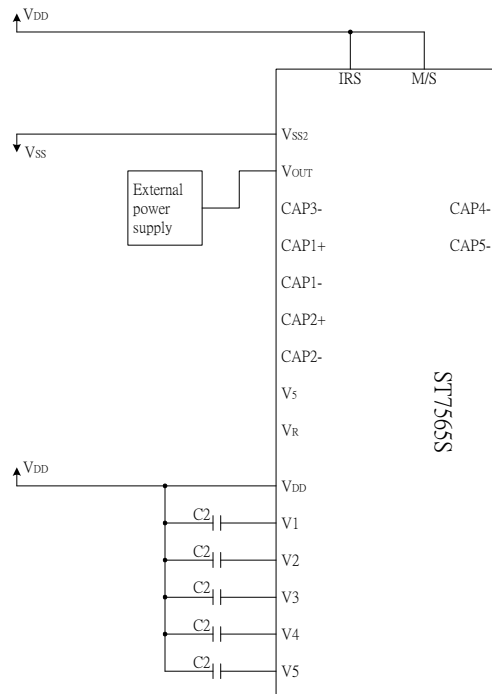 VDD
IRS M/S
VSS2
VSS
VOUT
External
power
supply
CAP3- CAP4-
CAP1+ CAP5-
CAP1-
CAP2+
CAP2-
V5
VR
ST7565S
VDD
VDD
C2 V1
C2 V2
C2 V3
C2 V4
C2 V5